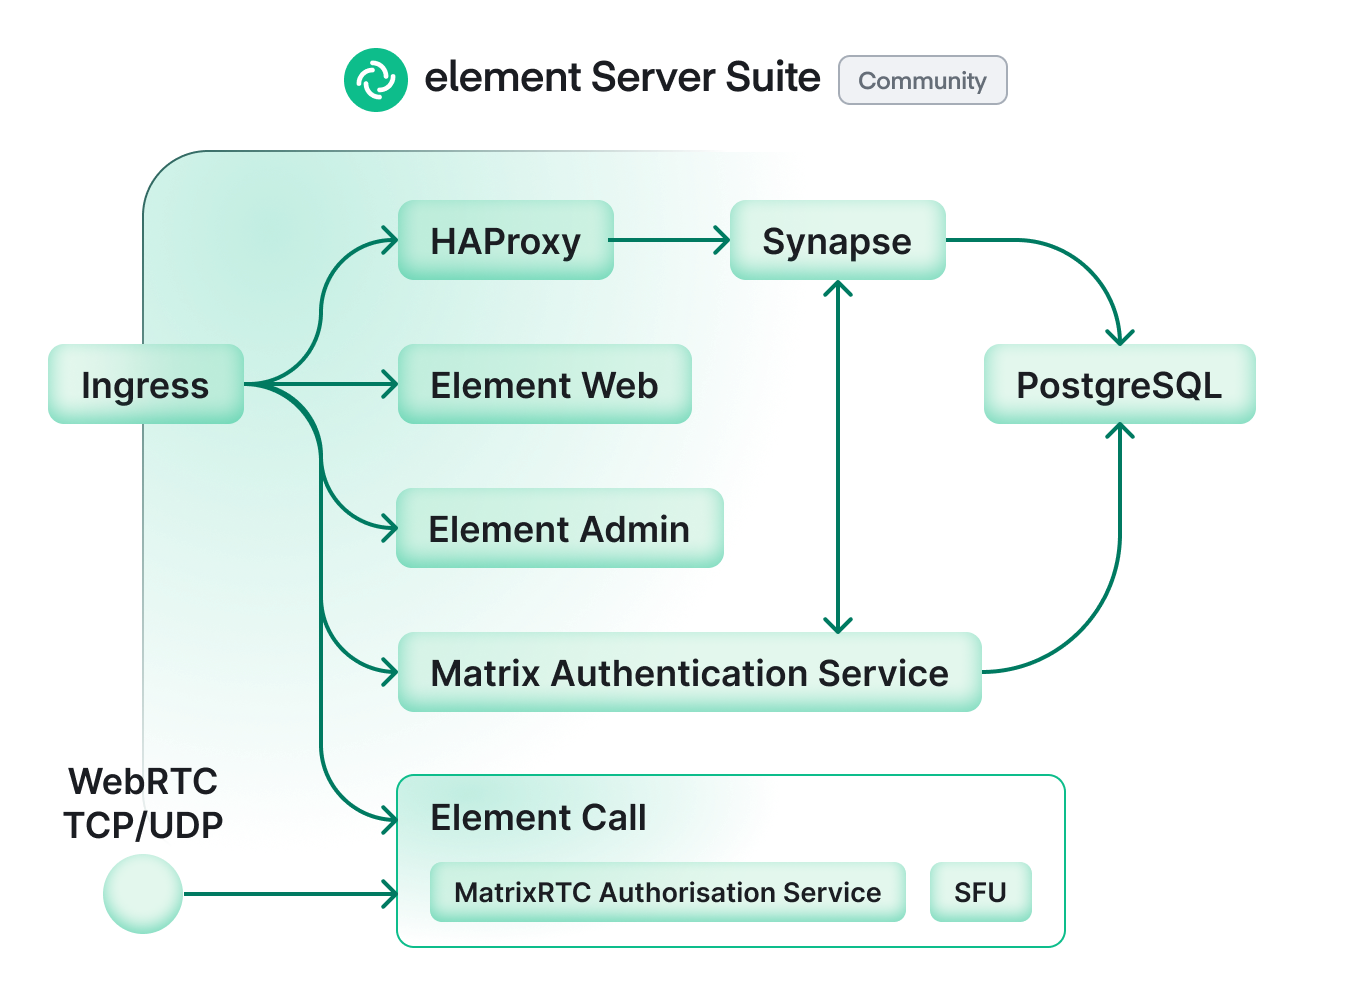 element Server Suite Community
HAProxy
Synapse
Ingress
Element Web
PostgreSQL
Element Admin
Matrix Authentication Service
WebRTC
TCP/UDP
Element Call
MatrixRTC Authorisation Service
SFU